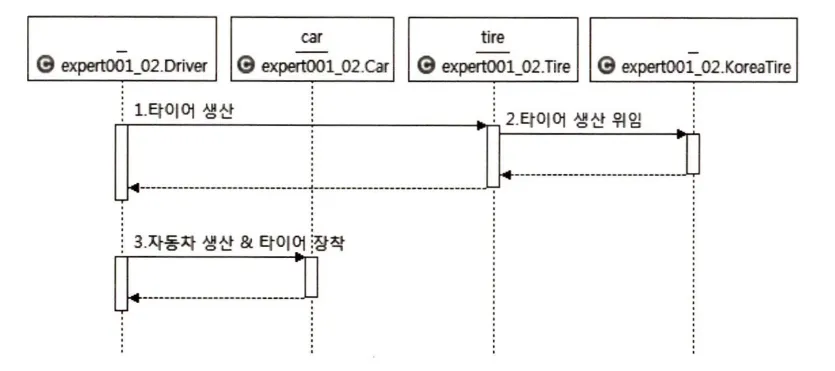 _
© expert001_02.Driver
car
© expert001_02.Car
tire
© expert001_02.Tire
_
© expert001_02.KoreaTire
1.타이어 생산
2.타이어 생산 위임
3.자동차 생산 & 타이어 장착